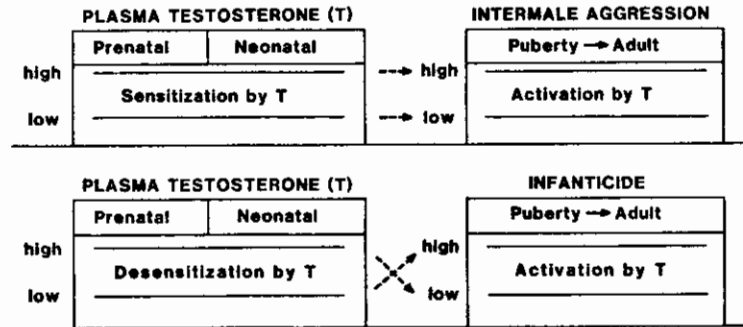 PLASMA TESTOSTERONE (T) INTERMALE AGGRESSION
Prenatal Neonatal Puberty → Adult
high high
Sensitization by T Activation by T
low low
PLASMA TESTOSTERONE (T) INFANTICIDE
Prenatal Neonatal Puberty → Adult
high high
Desensitization by T Activation by T
low low